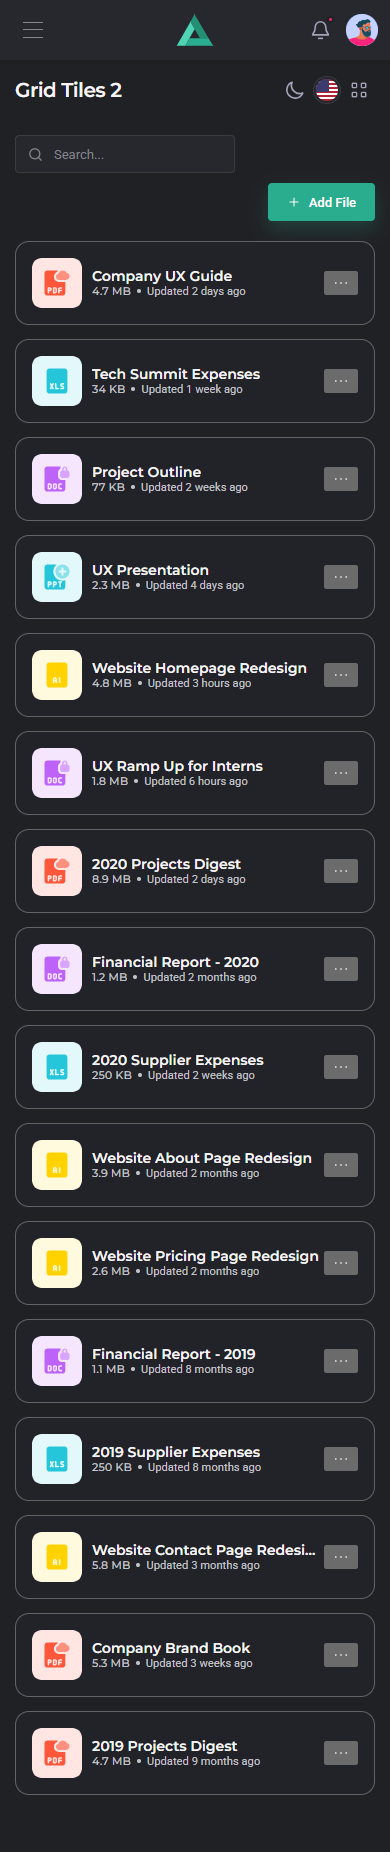 Grid Tiles 2
Search...
+ Add File
PDF
Company UX Guide
4.7 MB • Updated 2 days ago
...
XLS
Tech Summit Expenses
34 KB • Updated 1 week ago
...
DOC
Project Outline
77 KB • Updated 2 weeks ago
...
PPT
UX Presentation
2.3 MB • Updated 4 days ago
...
AI
Website Homepage Redesign
4.8 MB • Updated 3 hours ago
...
DOC
UX Ramp Up for Interns
1.8 MB • Updated 6 hours ago
...
PDF
2020 Projects Digest
8.9 MB • Updated 2 days ago
...
DOC
Financial Report - 2020
1.2 MB • Updated 2 months ago
...
XLS
2020 Supplier Expenses
250 KB • Updated 2 weeks ago
...
AI
Website About Page Redesign
3.9 MB • Updated 2 months ago
...
AI
Website Pricing Page Redesign
2.6 MB • Updated 2 months ago
...
DOC
Financial Report - 2019
1.1 MB • Updated 8 months ago
...
XLS
2019 Supplier Expenses
250 KB • Updated 8 months ago
...
AI
Website Contact Page Redesi...
5.8 MB • Updated 3 months ago
...
PDF
Company Brand Book
5.3 MB • Updated 3 weeks ago
...
PDF
2019 Projects Digest
4.7 MB • Updated 9 months ago
...